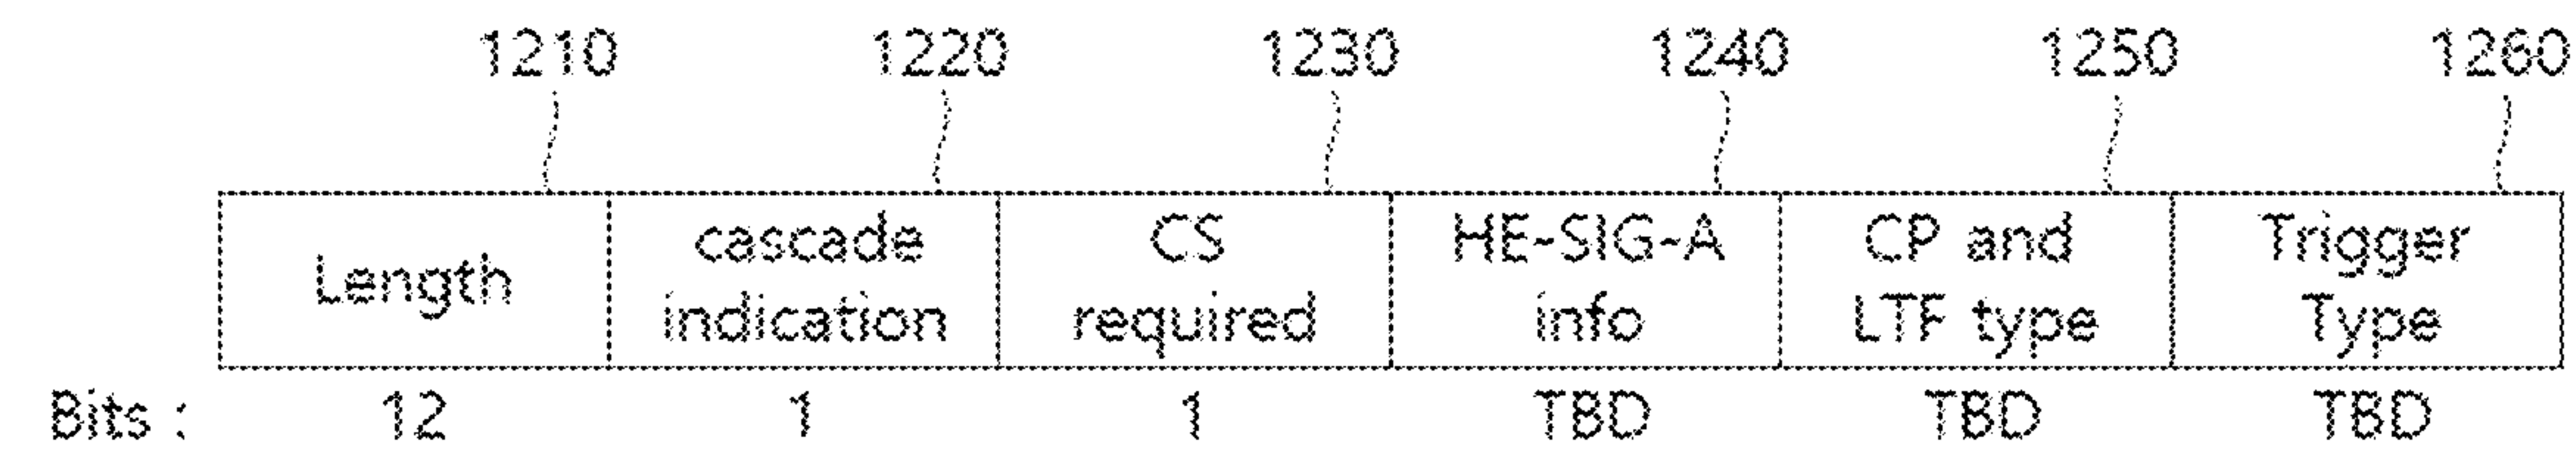 1210 1220 1230 1240 1250 1260
Length cascade indication CS required HE-SIG-A info CP and LTF type Trigger Type
Bits : 12 1 1 TBD TBD TBD